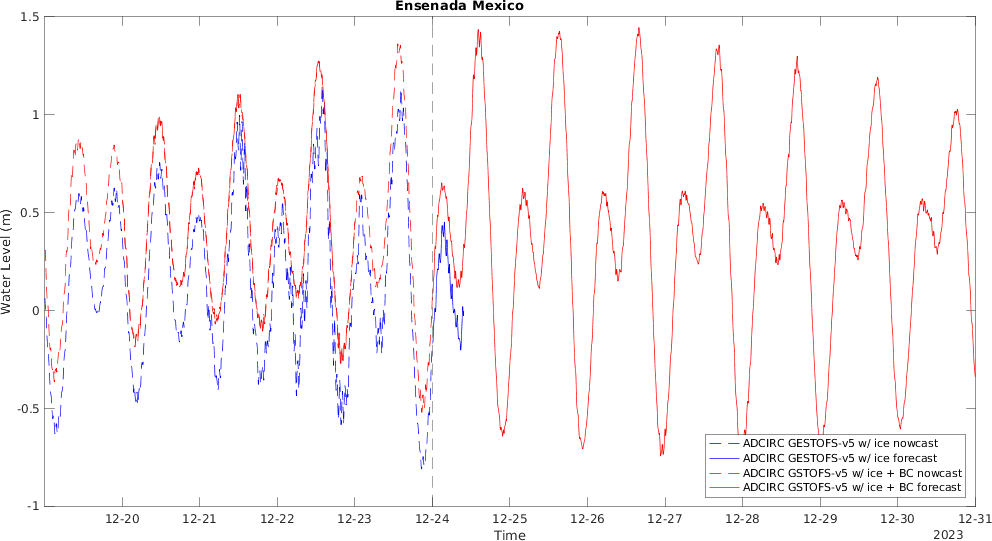 Ensenada Mexico
1.5
1
0.5
0
-0.5
-1
Water Level (m)
12-20 12-21 12-22 12-23 12-24 12-25 12-26 12-27 12-28 12-29 12-30 12-31
Time
2023
ADCIRC GESTOFS-v5 w/ ice nowcast
ADCIRC GESTOFS-v5 w/ ice forecast
ADCIRC GSTOFS-v5 w/ ice + BC nowcast
ADCIRC GSTOFS-v5 w/ ice + BC forecast